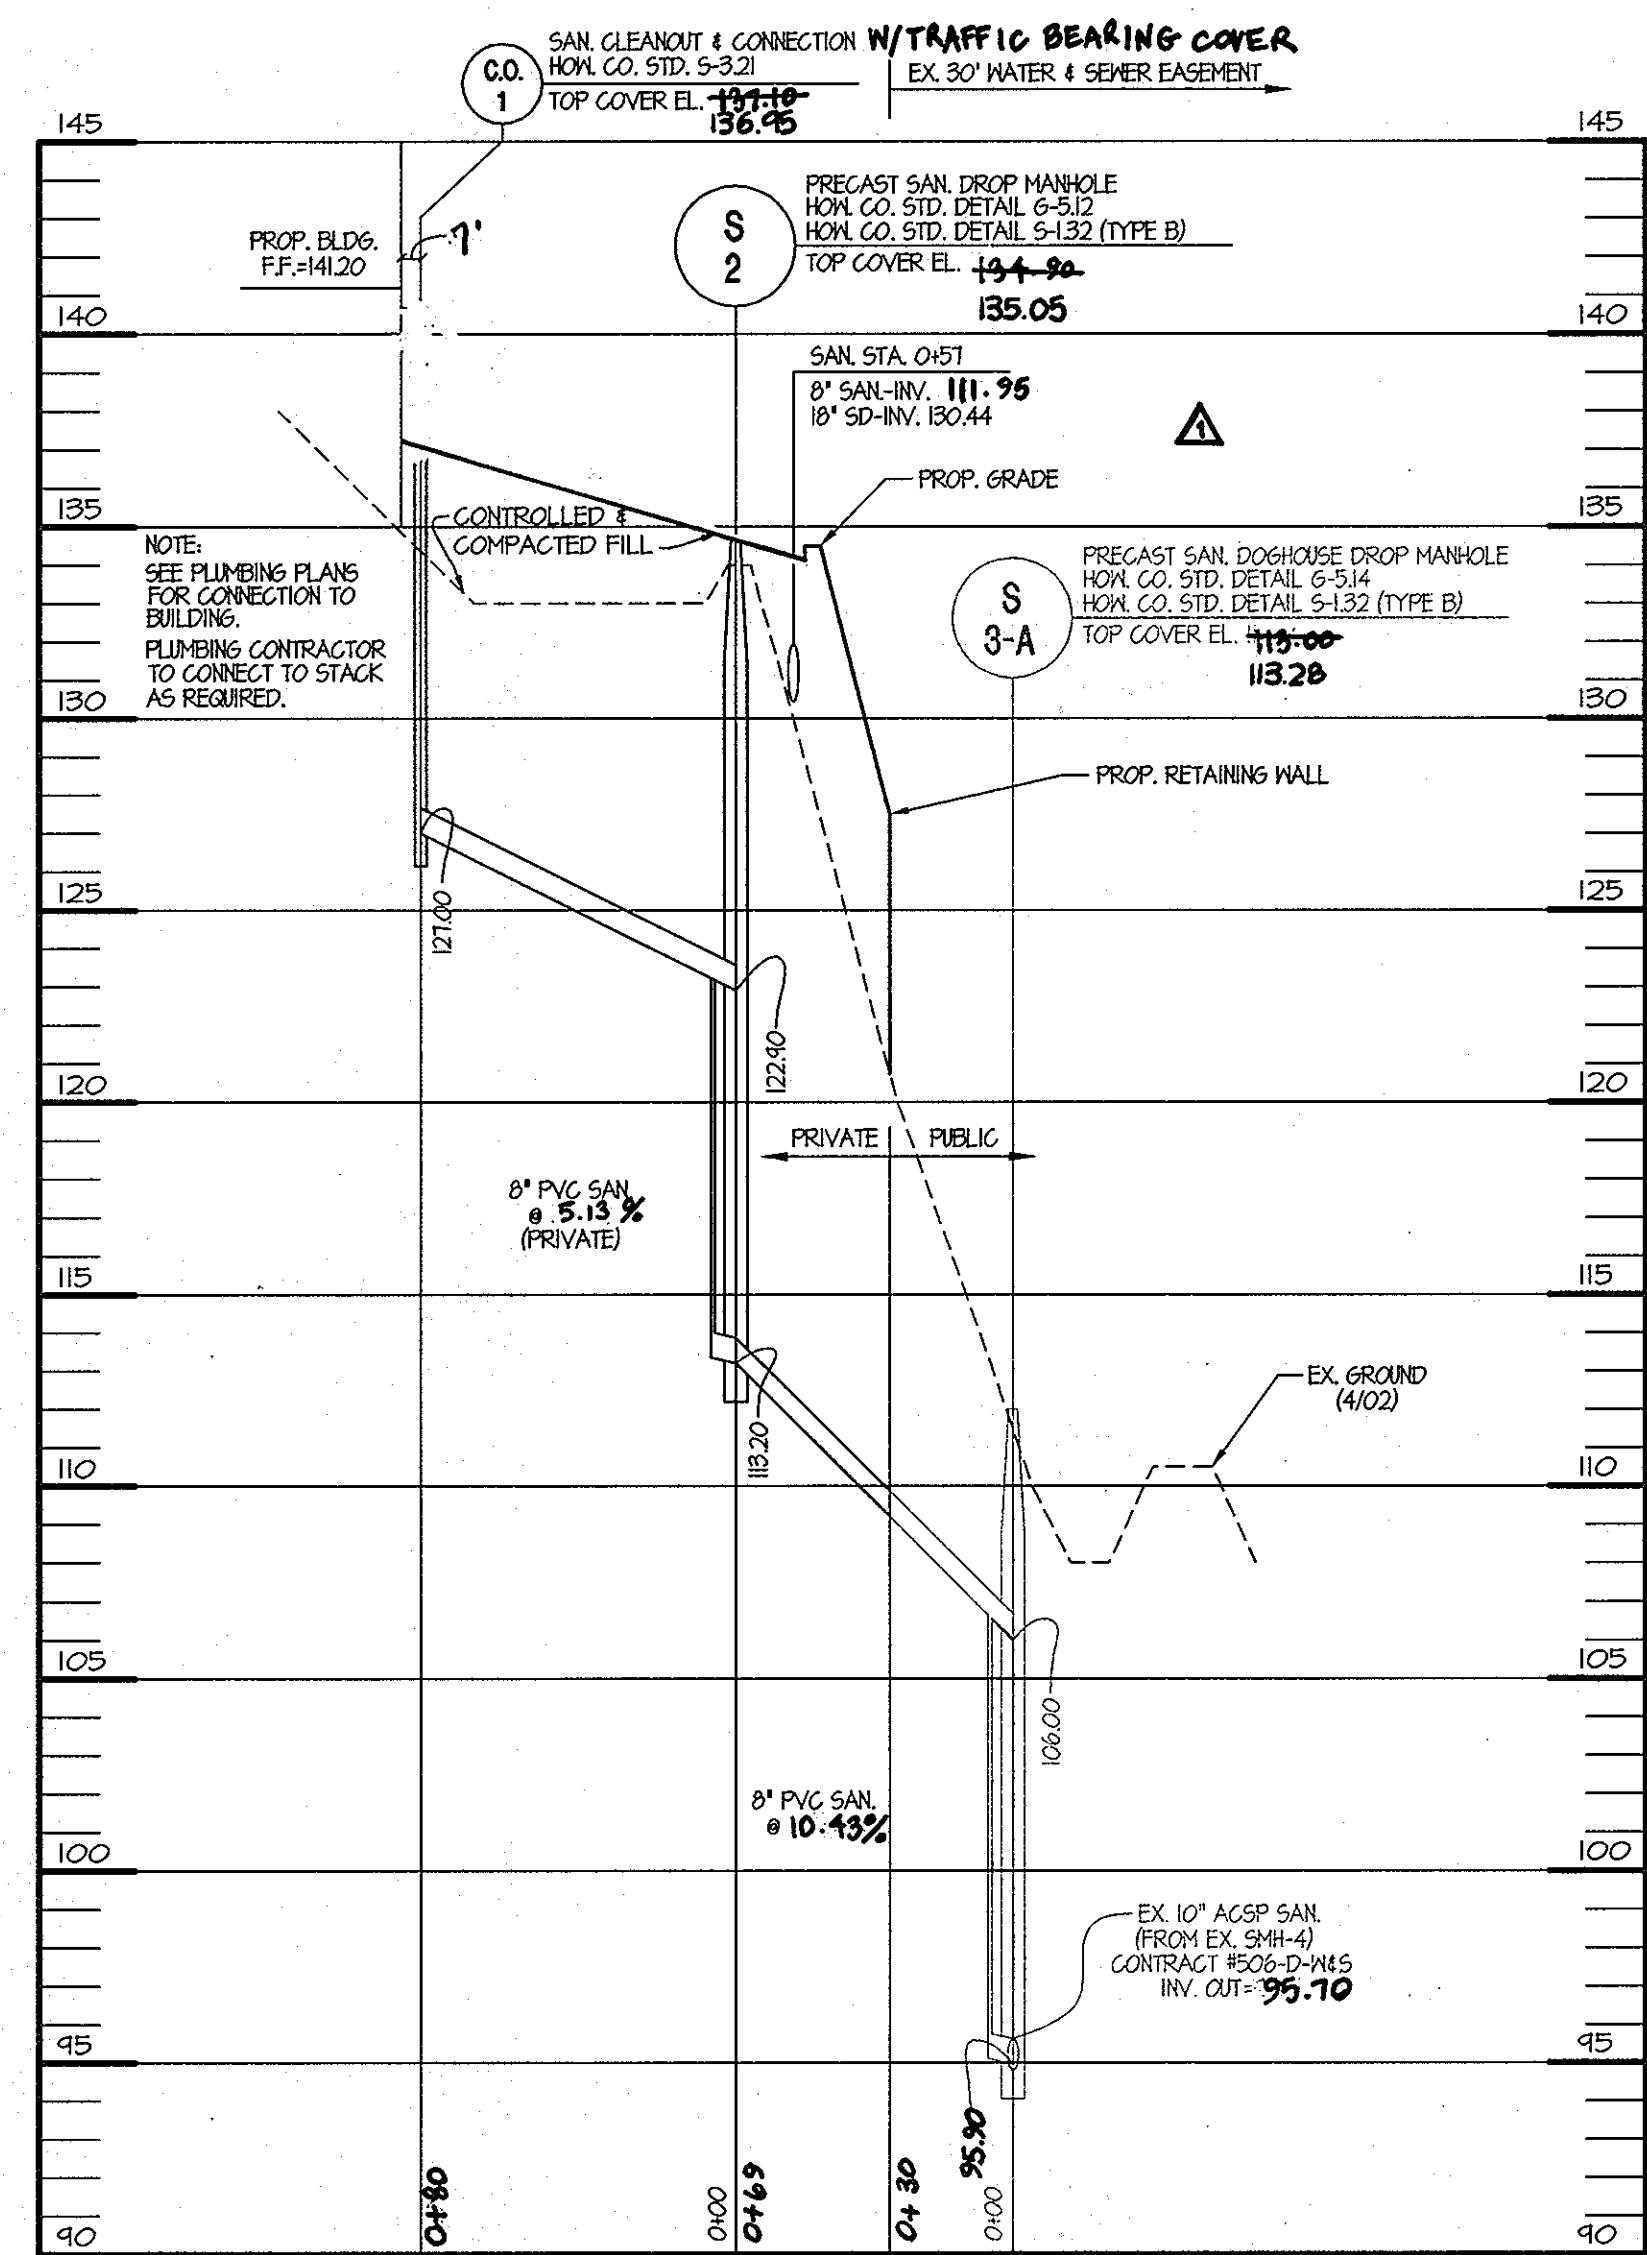 C.O.
1
SAN. CLEANOUT & CONNECTION W/TRAFFIC BEARING COVER
HOW. CO. STD. S-3.21
TOP COVER EL. 137.10
136.95
EX. 30' WATER & SEWER EASEMENT
145
145
PROP. BLDG.
F.F.=141.20
7'
S
2
PRECAST SAN. DROP MANHOLE
HOW. CO. STD. DETAIL G-5.12
HOW. CO. STD. DETAIL S-1.32 (TYPE B)
TOP COVER EL. 134.90
135.05
140
140
SAN. STA. 0+57
8" SAN.-INV. 111.95
18" SD-INV. 130.44
1
PROP. GRADE
135
135
CONTROLLED &
COMPACTED FILL
NOTE:
SEE PLUMBING PLANS
FOR CONNECTION TO
BUILDING.
PLUMBING CONTRACTOR
TO CONNECT TO STACK
AS REQUIRED.
S
3-A
PRECAST SAN. DOGHOUSE DROP MANHOLE
HOW. CO. STD. DETAIL G-5.14
HOW. CO. STD. DETAIL S-1.32 (TYPE B)
TOP COVER EL. 113.00
113.28
130
130
PROP. RETAINING WALL
125
125
127.00
122.90
120
120
PRIVATE
PUBLIC
8" PVC SAN.
@ 5.13 %
(PRIVATE)
115
115
EX. GROUND
(4/02)
113.20
110
110
105
105
106.00
8" PVC SAN.
@ 10.43%
100
100
EX. 10" ACSP SAN.
(FROM EX. SMH-4)
CONTRACT #506-D-W&S
INV. OUT= 95.70
95
95
95.90
0+80
0+00
0+69
0+30
0+00
90
90